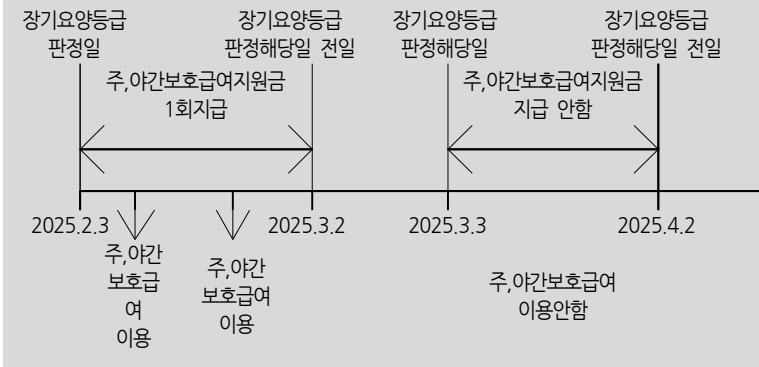 장기요양등급
판정일
장기요양등급
판정해당일 전일
장기요양등급
판정해당일
장기요양등급
판정해당일 전일
주,야간보호급여지원금
1회지급
주,야간보호급여지원금
지급 안함
2025.2.3
2025.3.2
2025.3.3
2025.4.2
주,야간
보호급
여
이용
주,야간
보호급여
이용
주,야간보호급여
이용안함